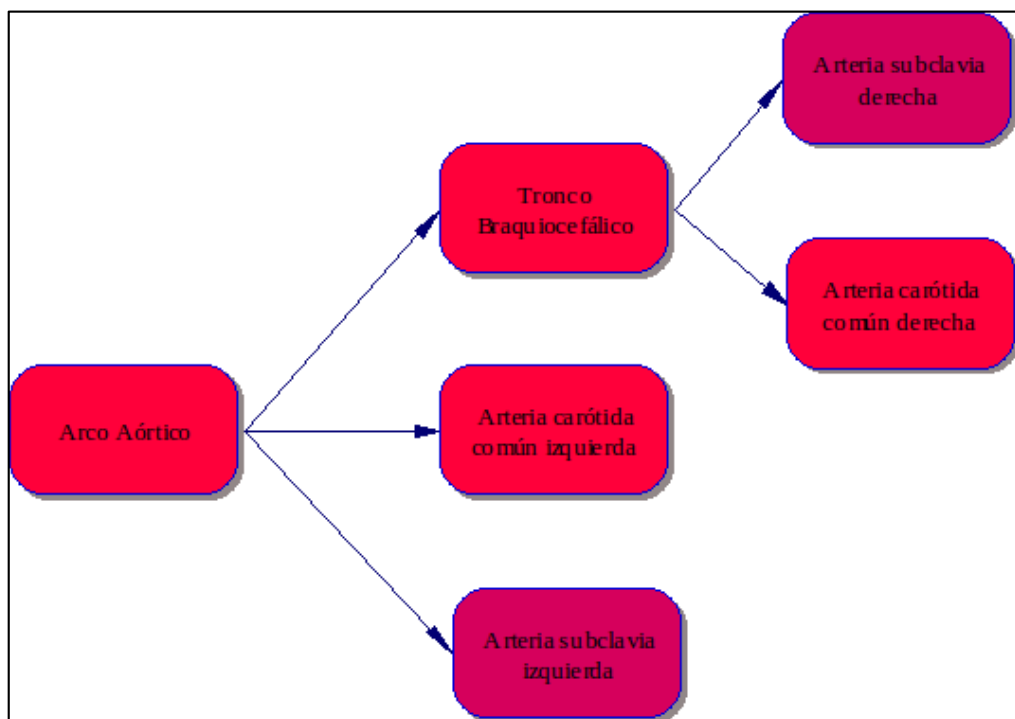 Arteria subclavia
derecha
Tronco
Braquiocefálico
Arteria carótida
común derecha
Arco Aórtico
Arteria carótida
común izquierda
Arteria subclavia
izquierda